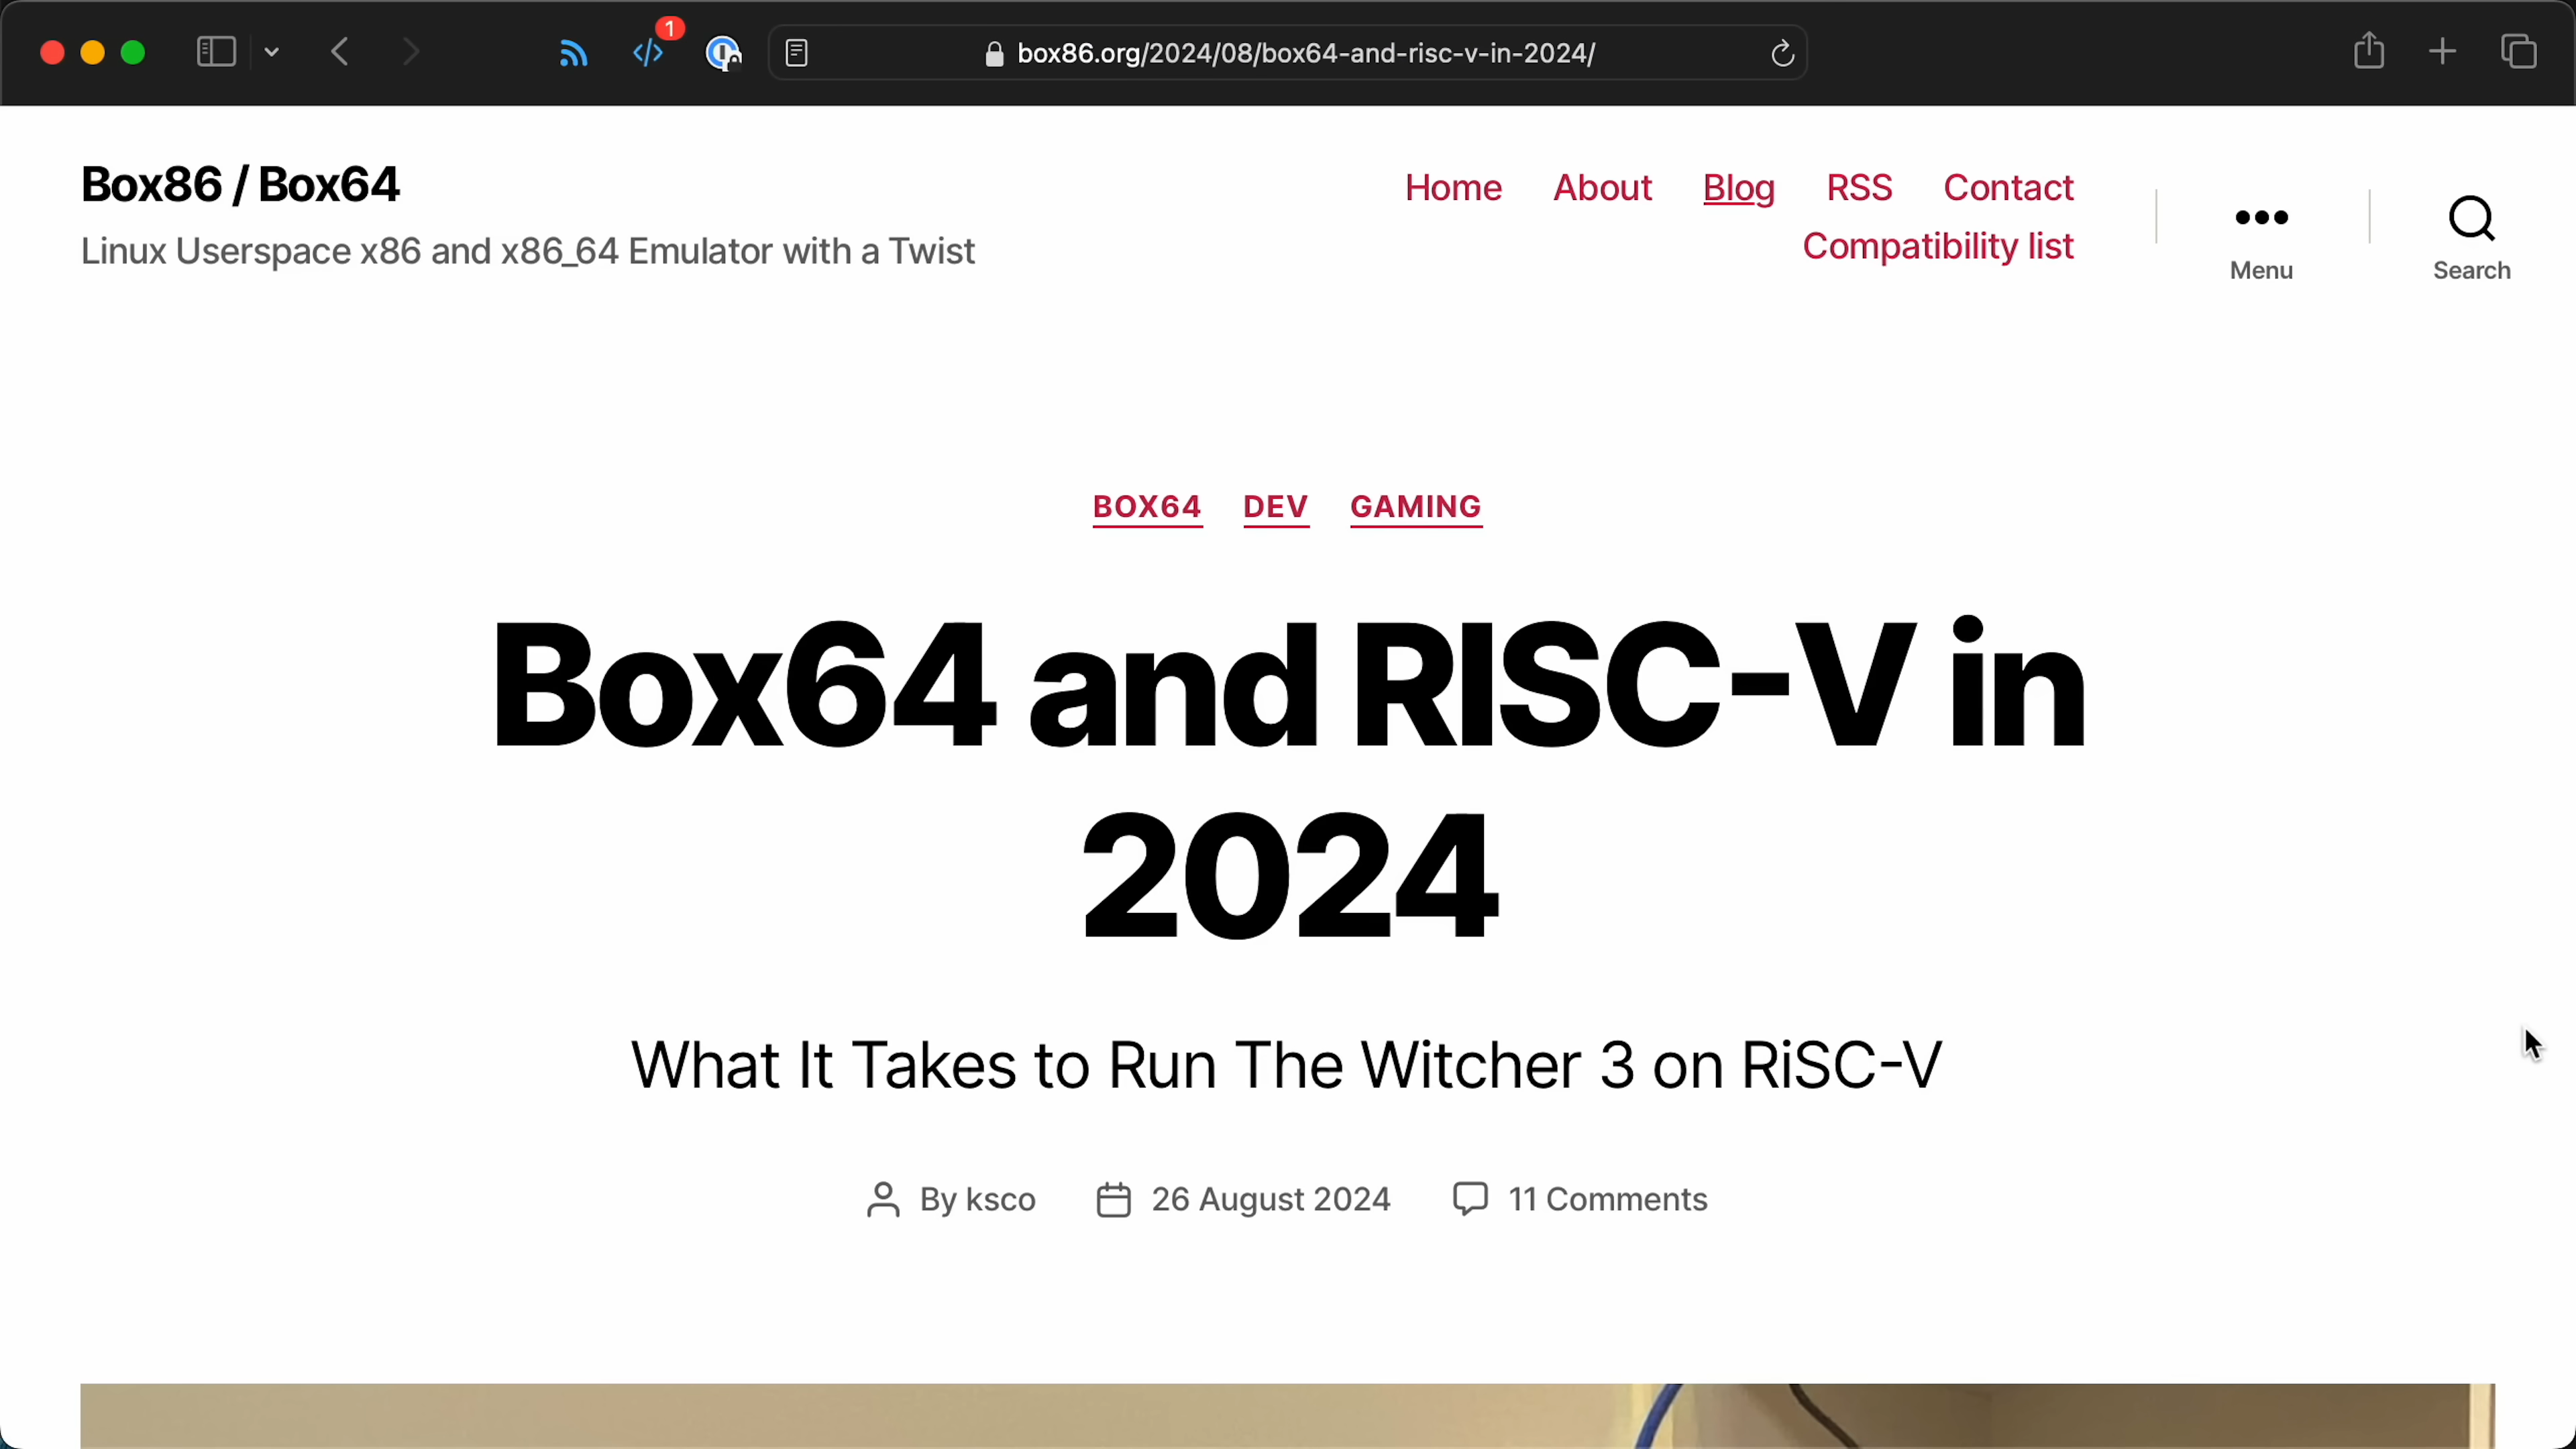 1
box86.org/2024/08/box64-and-risc-v-in-2024/
Box86 / Box64
Linux Userspace x86 and x86_64 Emulator with a Twist
Home About Blog RSS Contact
Compatibility list
Menu
Search
BOX64 DEV GAMING
Box64 and RISC-V in
2024
What It Takes to Run The Witcher 3 on RiSC-V
By ksco 26 August 2024 11 Comments